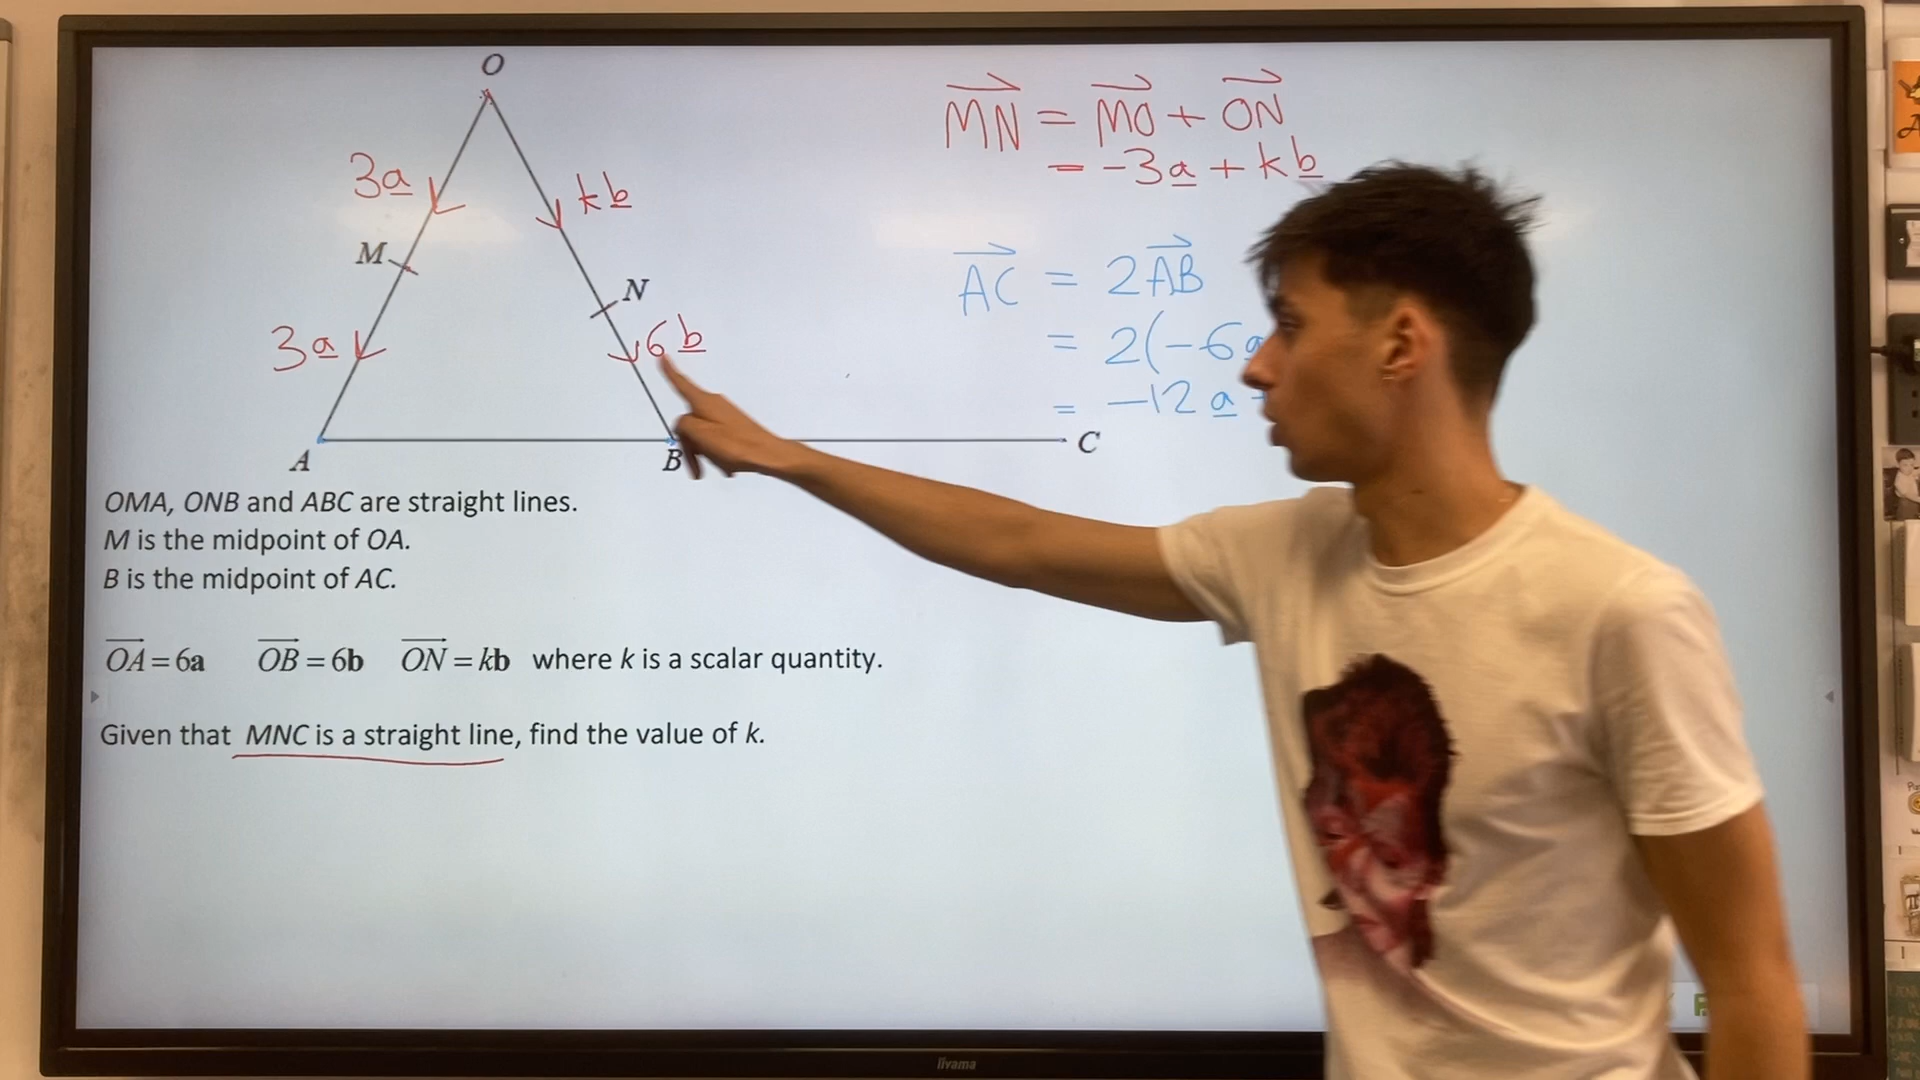 O
3a
kb
M
N
3a
6b
A
B
C
MN = MO + ON
= -3a + kb
AC = 2AB
= 2(-6a
= -12a
OMA, ONB and ABC are straight lines.
M is the midpoint of OA.
B is the midpoint of AC.
OA = 6a OB = 6b ON = kb where k is a scalar quantity.
Given that MNC is a straight line, find the value of k.
iiyama